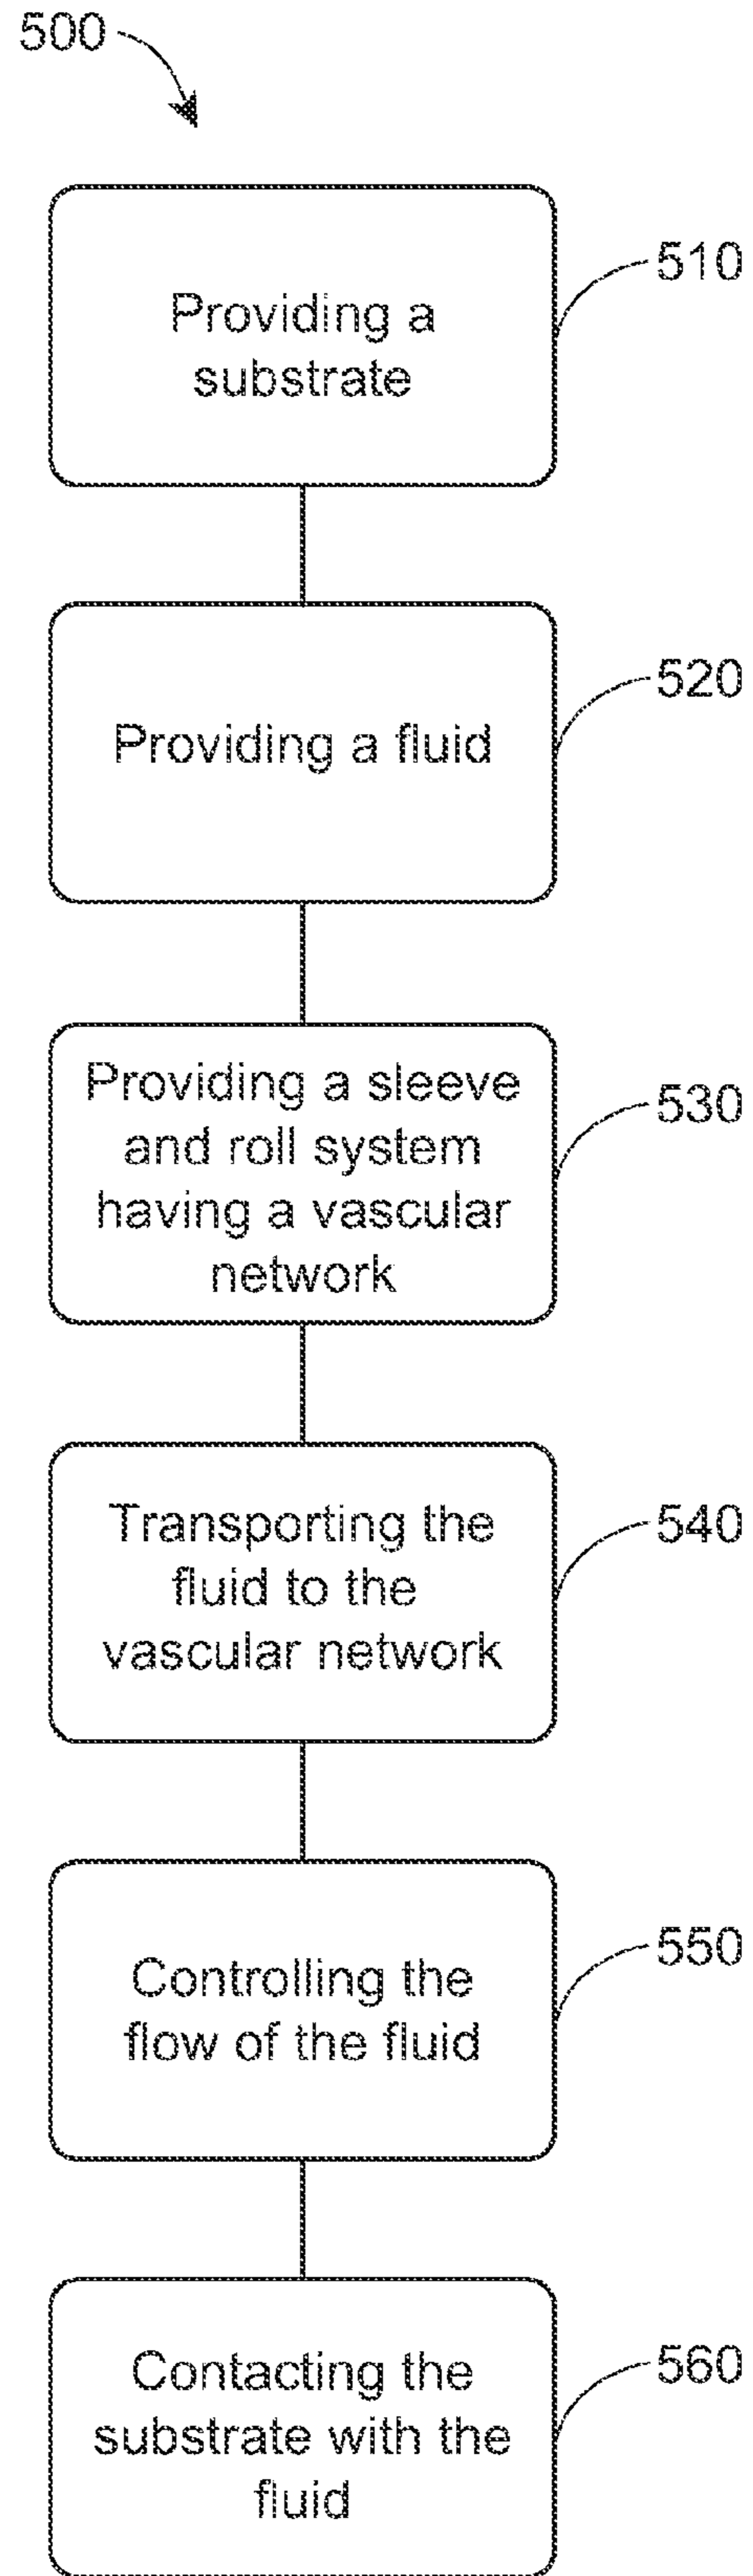 500
Providing a
substrate
510
Providing a fluid
520
Providing a sleeve
and roll system
having a vascular
network
530
Transporting the
fluid to the
vascular network
540
Controlling the
flow of the fluid
550
Contacting the
substrate with the
fluid
560